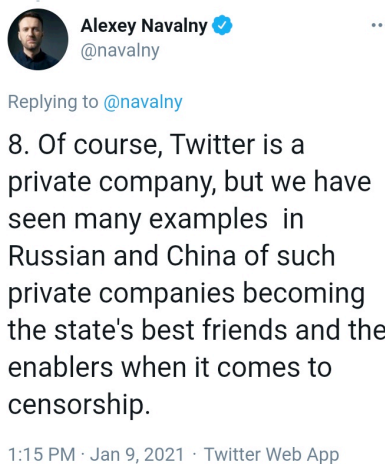 Alexey Navalny
@navalny
Replying to @navalny
8. Of course, Twitter is a
private company, but we have
seen many examples  in
Russian and China of such
private companies becoming
the state's best friends and the
enablers when it comes to
censorship.
1:15 PM · Jan 9, 2021 · Twitter Web App